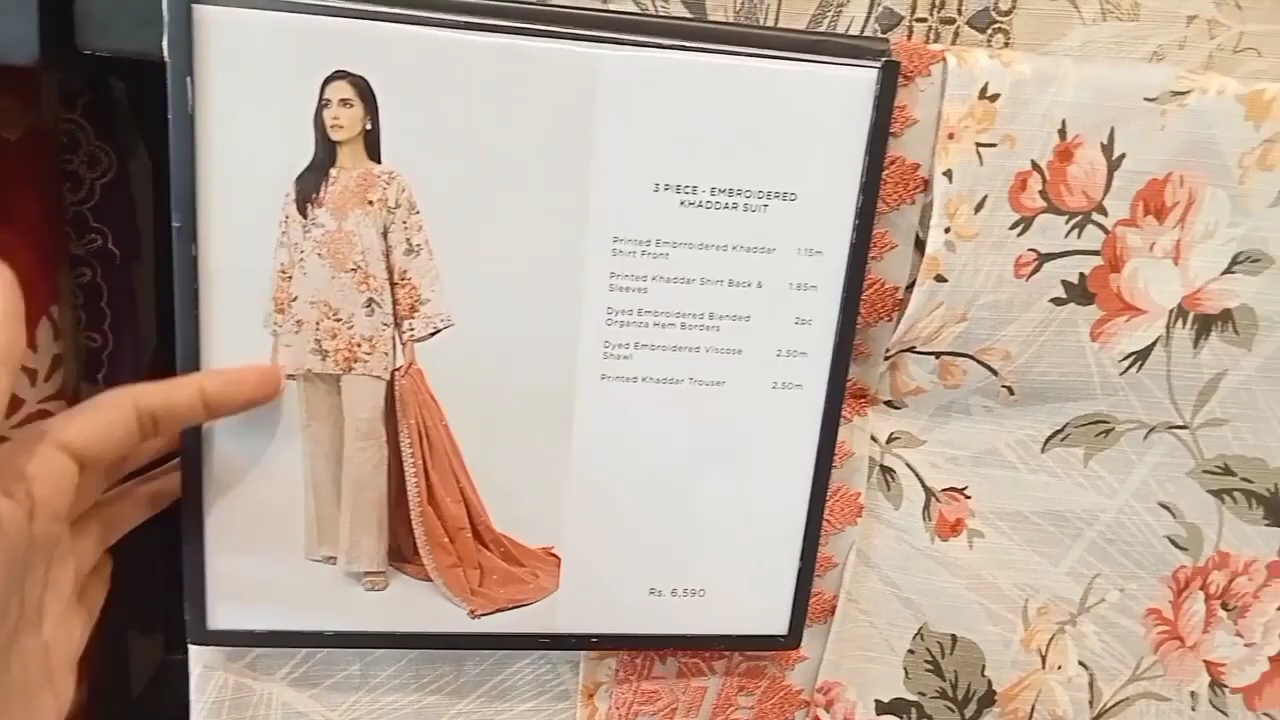 3 PIECE - EMBROIDERED
KHADDAR SUIT
Printed Embrroidered Khaddar 1.15m
Shirt Front
Printed Khaddar Shirt Back & 1.85m
Sleeves
Dyed Embroidered Blended 2pc
Organza Hem Borders
Dyed Embroidered Viscose 2.50m
Shawl
Printed Khaddar Trouser 2.50m
Rs. 6,590